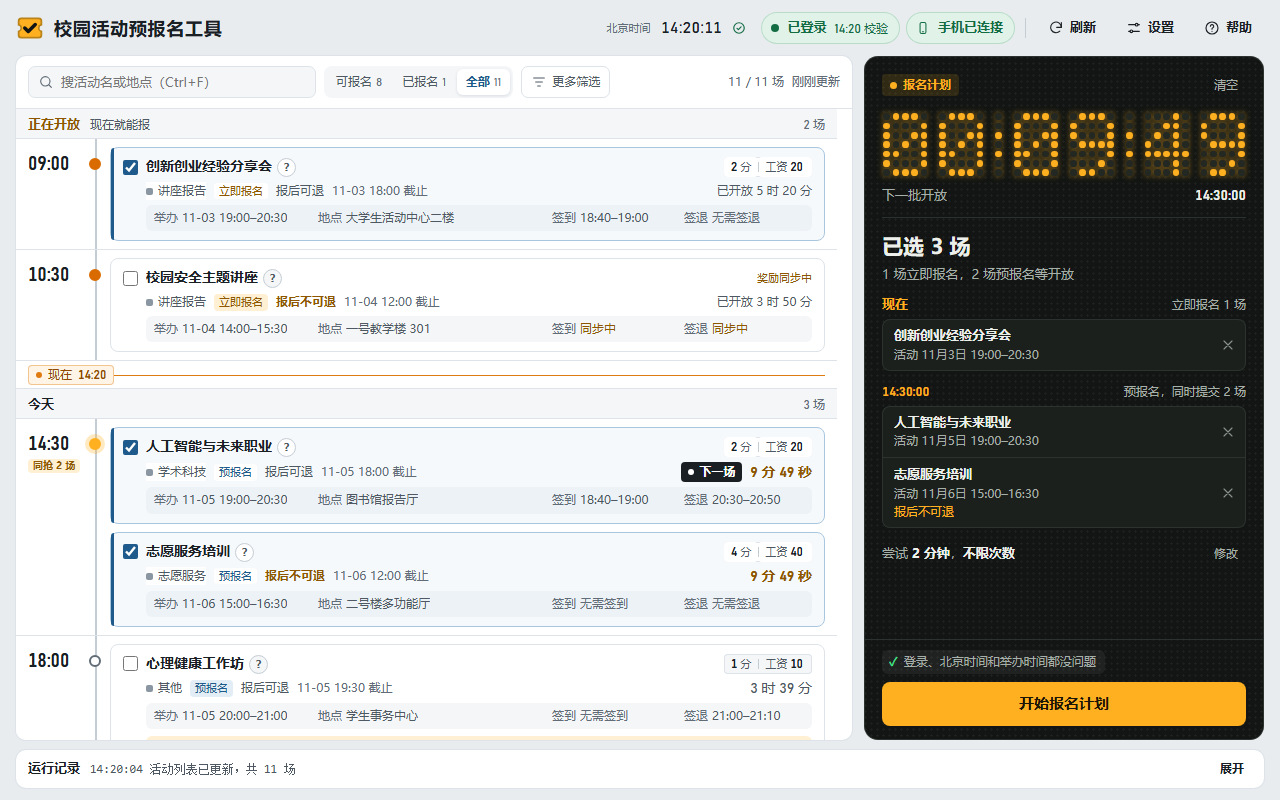 校园活动预报名工具
北京时间 14:20:11
已登录 14:20 校验
手机已连接
刷新
设置
帮助
搜活动名或地点（Ctrl+F）
可报名 8 已报名 1 全部 11
更多筛选
11 / 11 场 刚刚更新
正在开放 现在就能报 2 场
09:00
创新创业经验分享会 ? 2 分 工资 20
讲座报告 立即报名 报后可退 11-03 18:00 截止 已开放 5 时 20 分
举办 11-03 19:00–20:30 地点 大学生活动中心二楼 签到 18:40–19:00 签退 无需签退
10:30
校园安全主题讲座 ? 奖励同步中
讲座报告 立即报名 报后不可退 11-04 12:00 截止 已开放 3 时 50 分
举办 11-04 14:00–15:30 地点 一号教学楼 301 签到 同步中 签退 同步中
现在 14:20
今天 3 场
14:30
同抢 2 场
人工智能与未来职业 ? 2 分 工资 20
学术科技 预报名 报后可退 11-05 18:00 截止 下一场 9 分 49 秒
举办 11-05 19:00–20:30 地点 图书馆报告厅 签到 18:40–19:00 签退 20:30–20:50
志愿服务培训 ? 4 分 工资 40
志愿服务 预报名 报后不可退 11-06 12:00 截止 9 分 49 秒
举办 11-06 15:00–16:30 地点 二号楼多功能厅 签到 无需签到 签退 无需签退
18:00
心理健康工作坊 ? 1 分 工资 10
其他 预报名 报后可退 11-05 19:30 截止 3 时 39 分
举办 11-05 20:00–21:00 地点 学生事务中心 签到 无需签到 签退 21:00–21:10
报名计划 清空
00:09:49
下一批开放 14:30:00
已选 3 场
1 场立即报名，2 场预报名等开放
现在 立即报名 1 场
创新创业经验分享会
活动 11月3日 19:00–20:30
14:30:00 预报名，同时提交 2 场
人工智能与未来职业
活动 11月5日 19:00–20:30
志愿服务培训
活动 11月6日 15:00–16:30
报后不可退
尝试 2 分钟，不限次数 修改
登录、北京时间和举办时间都没问题
开始报名计划
运行记录 14:20:04 活动列表已更新，共 11 场 展开